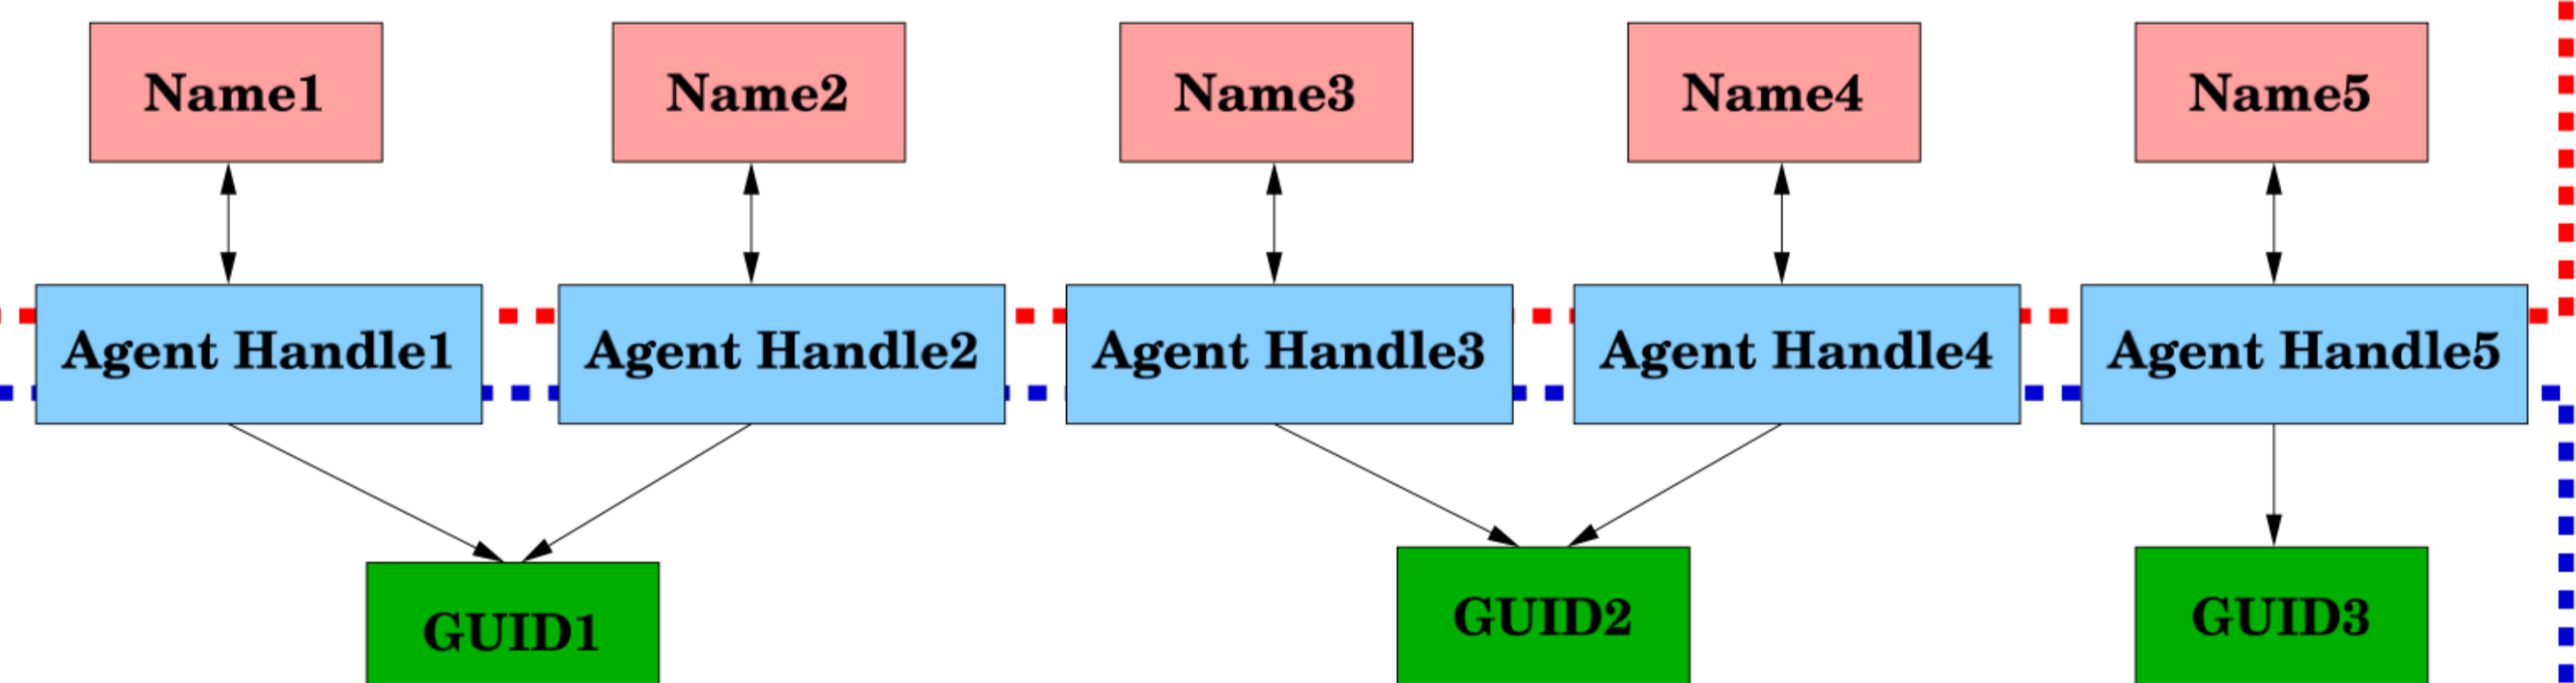 Name1 Name2 Name3 Name4 Name5
Agent Handle1 Agent Handle2 Agent Handle3 Agent Handle4 Agent Handle5
GUID1 GUID2 GUID3